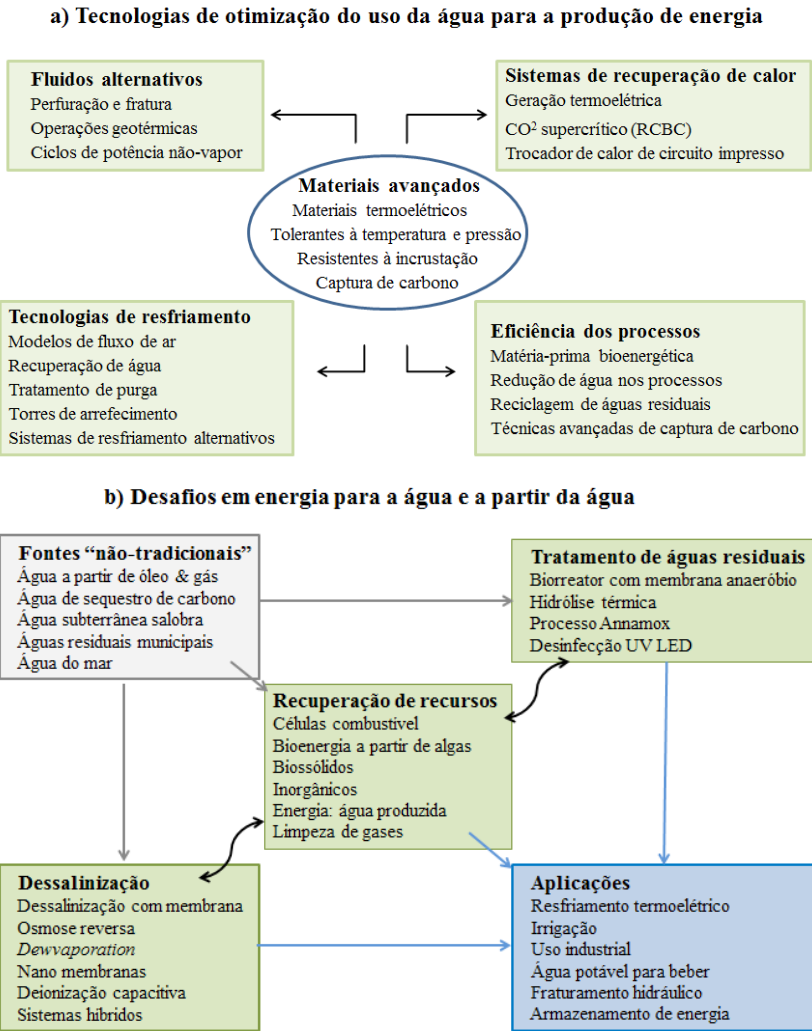 a) Tecnologias de otimização do uso da água para a produção de energia
Fluidos alternativos
Perfuração e fratura
Operações geotérmicas
Ciclos de potência não-vapor
Sistemas de recuperação de calor
Geração termoelétrica
CO² supercrítico (RCBC)
Trocador de calor de circuito impresso
Materiais avançados
Materiais termoelétricos
Tolerantes à temperatura e pressão
Resistentes à incrustação
Captura de carbono
Tecnologias de resfriamento
Modelos de fluxo de ar
Recuperação de água
Tratamento de purga
Torres de arrefecimento
Sistemas de resfriamento alternativos
Eficiência dos processos
Matéria-prima bioenergética
Redução de água nos processos
Reciclagem de águas residuais
Técnicas avançadas de captura de carbono
b) Desafios em energia para a água e a partir da água
Fontes “não-tradicionais”
Água a partir de óleo & gás
Água de sequestro de carbono
Água subterrânea salobra
Águas residuais municipais
Água do mar
Tratamento de águas residuais
Biorreator com membrana anaeróbio
Hidrólise térmica
Processo Annamox
Desinfecção UV LED
Recuperação de recursos
Células combustível
Bioenergia a partir de algas
Biossólidos
Inorgânicos
Energia: água produzida
Limpeza de gases
Dessalinização
Dessalinização com membrana
Osmose reversa
Dewvaporation
Nano membranas
Deionização capacitiva
Sistemas híbridos
Aplicações
Resfriamento termoelétrico
Irrigação
Uso industrial
Água potável para beber
Fraturamento hidráulico
Armazenamento de energia